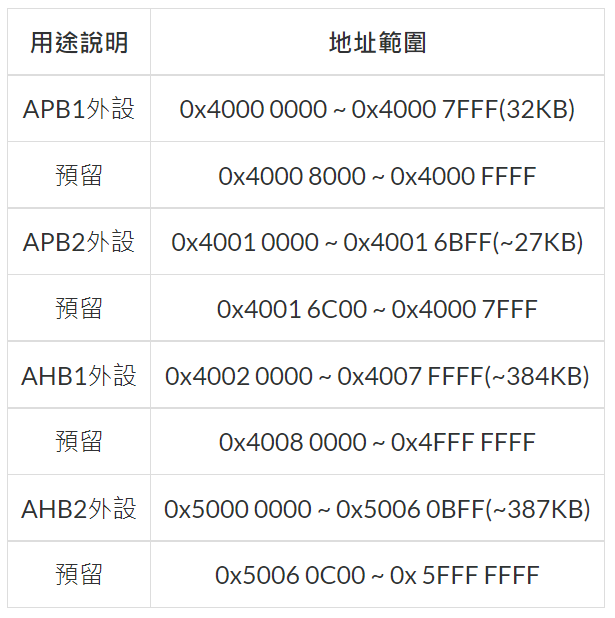 用途說明 地址範圍
APB1外設 0x4000 0000 ~ 0x4000 7FFF(32KB)
預留 0x4000 8000 ~ 0x4000 FFFF
APB2外設 0x4001 0000 ~ 0x4001 6BFF(~27KB)
預留 0x4001 6C00 ~ 0x4000 7FFF
AHB1外設 0x4002 0000 ~ 0x4007 FFFF(~384KB)
預留 0x4008 0000 ~ 0x4FFF FFFF
AHB2外設 0x5000 0000 ~ 0x5006 0BFF(~387KB)
預留 0x5006 0C00 ~ 0x 5FFF FFFF